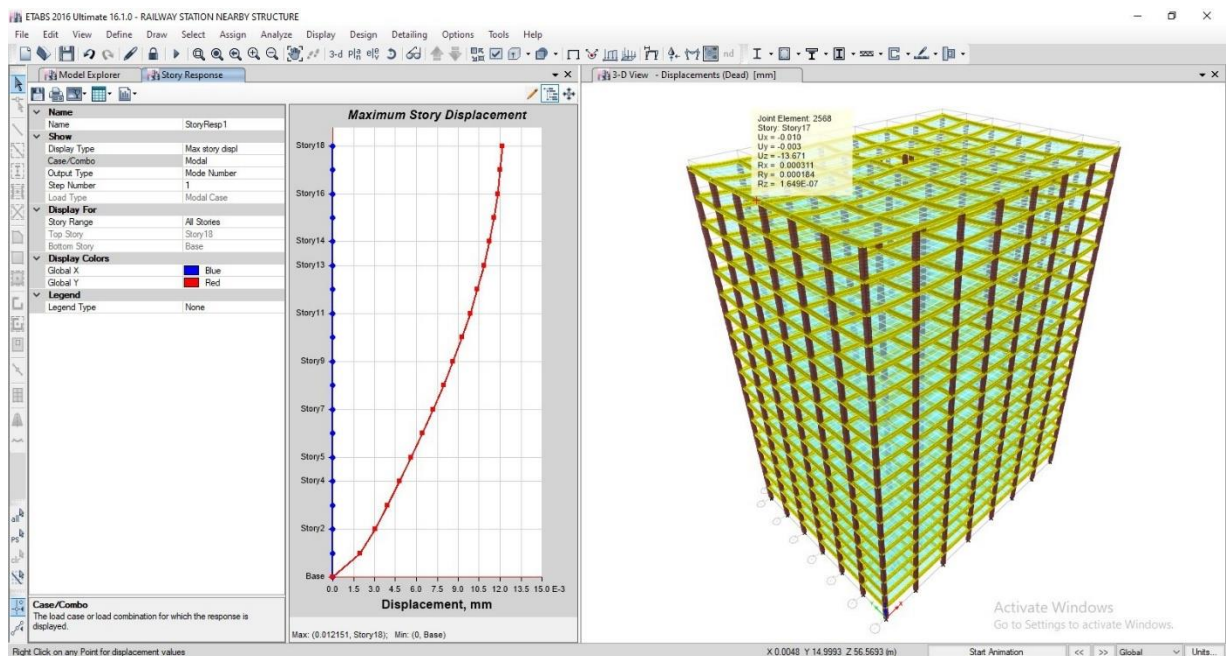 ETABS 2016 Ultimate 16.1.0 - RAILWAY STATION NEARBY STRUCTURE
File Edit View Define Draw Select Assign Analyze Display Design Detailing Options Tools Help
3-d nd
Model Explorer Story Response
3-D View - Displacements (Dead) [mm]
Name
Name StoryResp1
Show
Display Type Max story displ
Case/Combo Modal
Output Type Mode Number
Step Number 1
Load Type Modal Case
Display For
Story Range All Stories
Top Story Story18
Bottom Story Base
Display Colors
Global X Blue
Global Y Red
Legend
Legend Type None
Case/Combo
The load case or load combination for which the response is
displayed.
Maximum Story Displacement
Story18
Story16
Story14
Story13
Story11
Story9
Story7
Story5
Story4
Story2
Base
0.0 1.5 3.0 4.5 6.0 7.5 9.0 10.5 12.0 13.5 15.0 E-3
Displacement, mm
Max: (0.012151, Story18); Min: (0, Base)
Joint Element: 2568
Story: Story17
Ux = -0.010
Uy = -0.003
Uz = -13.671
Rx = 0.000311
Ry = 0.000184
Rz = 1.649E-07
all
PS
clr
Activate Windows
Go to Settings to activate Windows.
Right Click on any Point for displacement values
X 0.0048 Y 14.9993 Z 56.5693 (m)
Start Animation << >> Global Units...